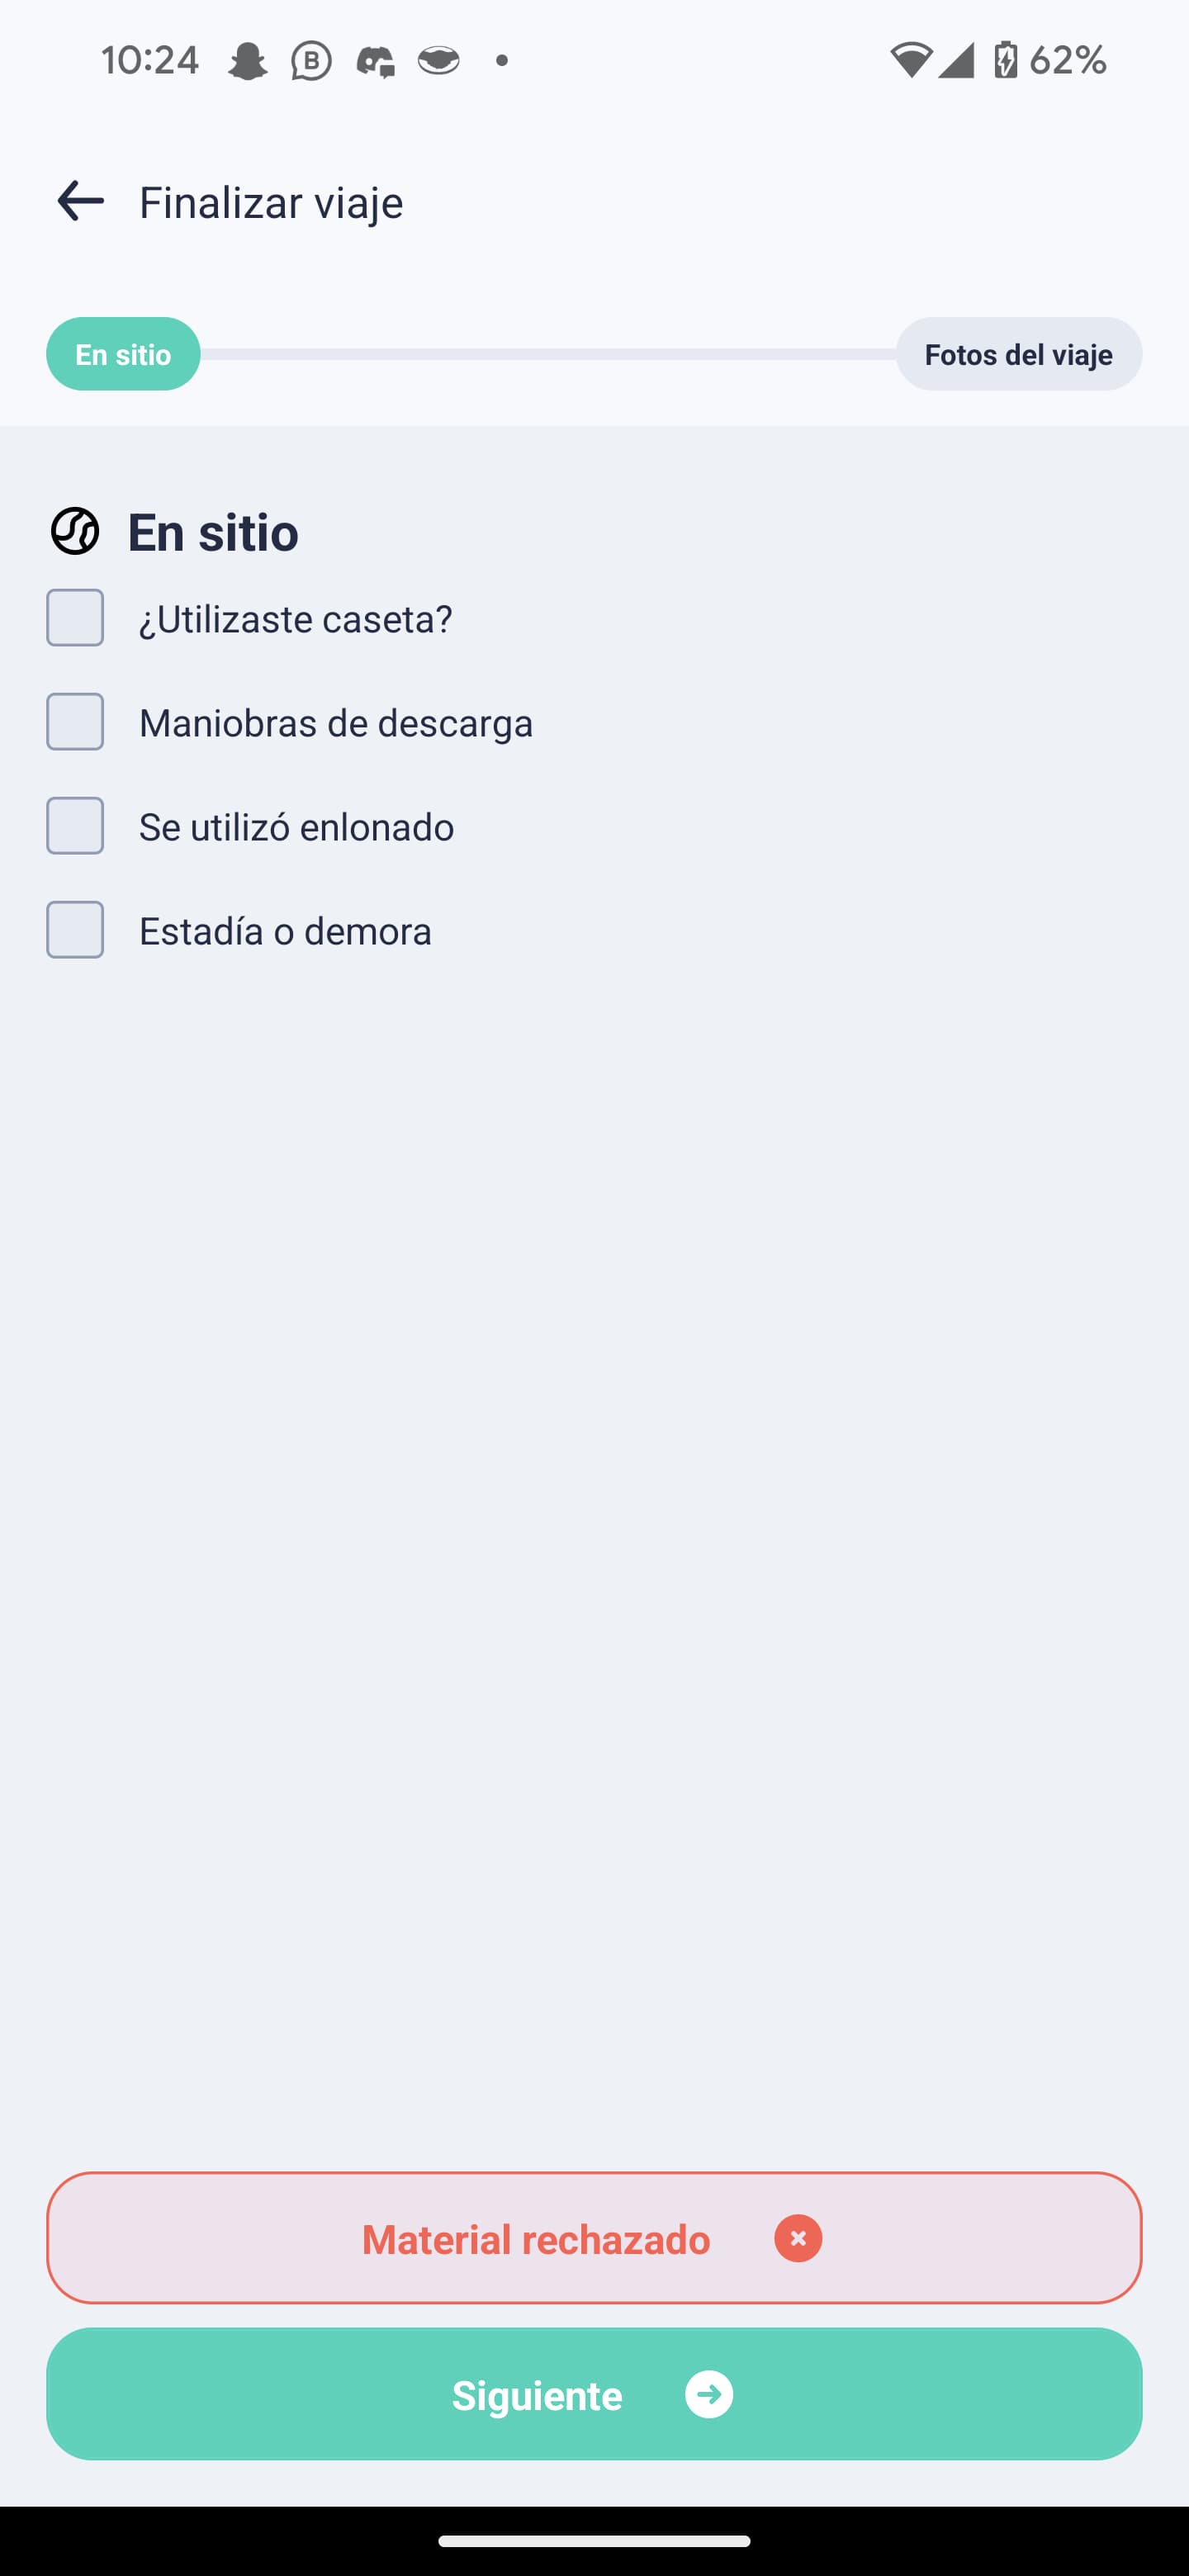 10:24 62%
Finalizar viaje
En sitio Fotos del viaje
En sitio
¿Utilizaste caseta?
Maniobras de descarga
Se utilizó enlonado
Estadía o demora
Material rechazado
Siguiente